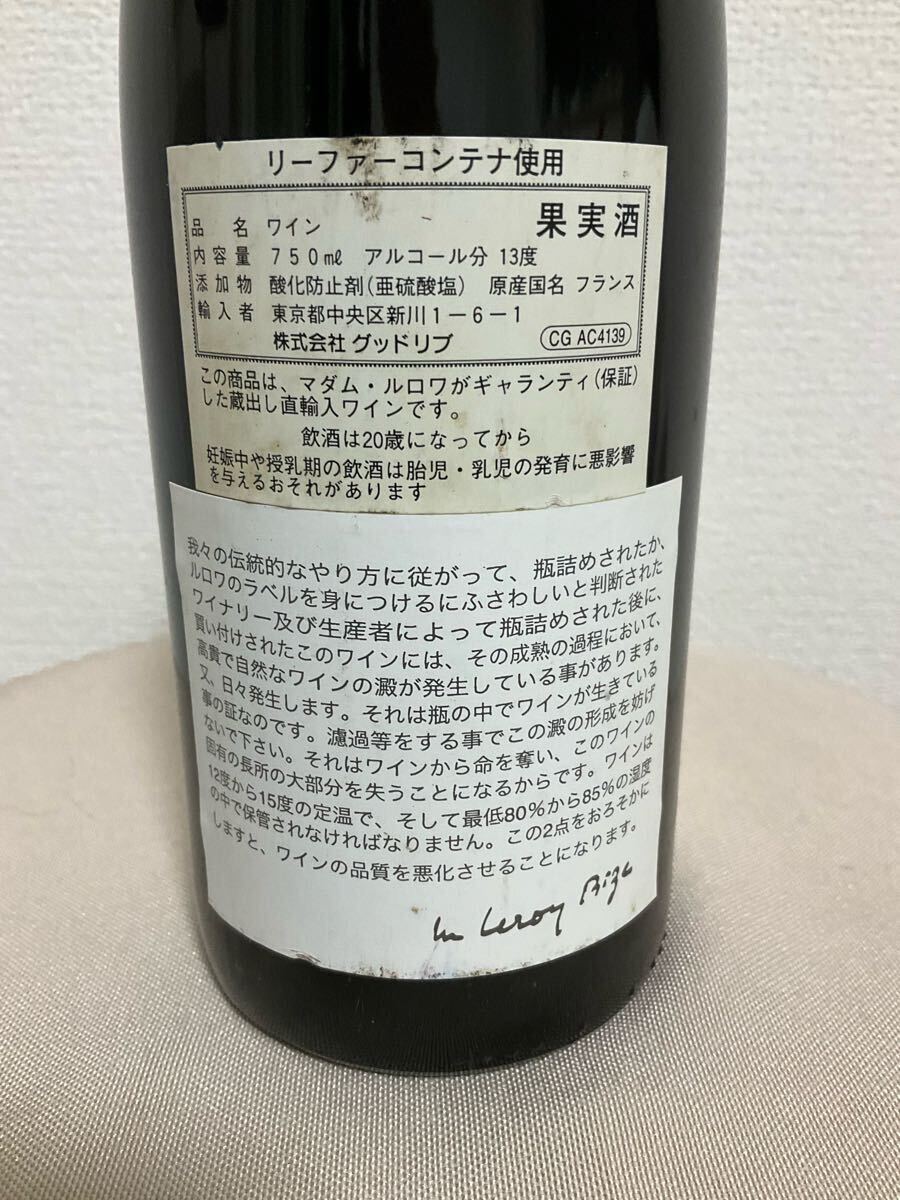 リーファーコンテナ使用
品 名 ワイン 果実酒
内容量 750ml アルコール分 13度
添加物 酸化防止剤(亜硫酸塩) 原産国名 フランス
輸入者 東京都中央区新川1-6-1
株式会社 グッドリブ CG AC4139
この商品は、マダム・ルロワがギャランティ(保証)
した蔵出し直輸入ワインです。
飲酒は20歳になってから
妊娠中や授乳期の飲酒は胎児・乳児の発育に悪影響
を与えるおそれがあります
我々の伝統的なやり方に従がって、瓶詰めされたか、
ルロワのラベルを身につけるにふさわしいと判断された
ワイナリー及び生産者によって瓶詰めされた後に、
買い付けされたこのワインには、その成熟の過程において、
高貴で自然なワインの澱が発生している事があります。
又、日々発生します。それは瓶の中でワインが生きている
事の証なのです。濾過等をする事でこの澱の形成を妨げ
ないで下さい。それはワインから命を奪い、このワインの
固有の長所の大部分を失うことになるからです。ワインは
12度から15度の定温で、そして最低80%から85%の湿度
の中で保管されなければなりません。この2点をおろそかに
しますと、ワインの品質を悪化させることになります。
Leroy Bize